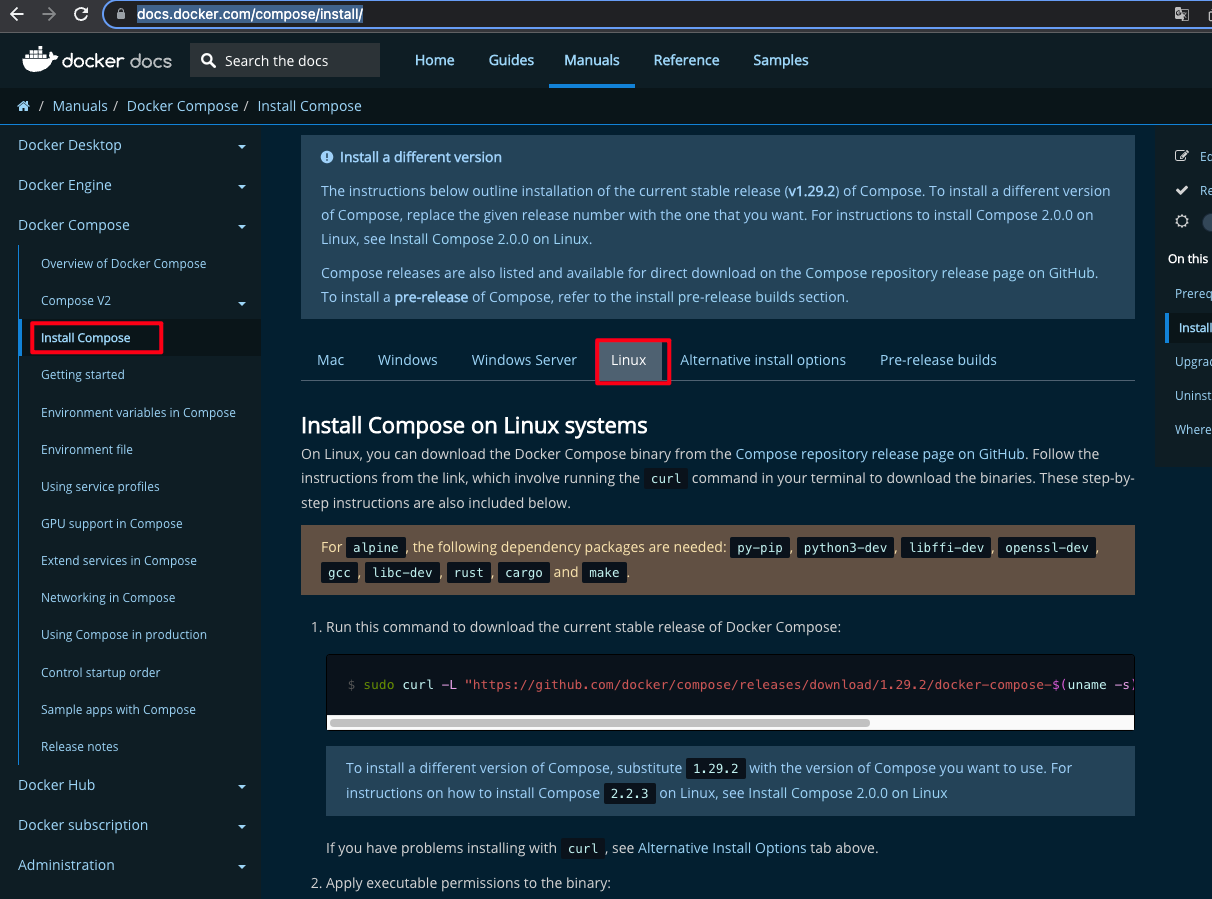 docs.docker.com/compose/install/
docker docs
Search the docs
Home Guides Manuals Reference Samples
/ Manuals / Docker Compose / Install Compose
Docker Desktop
Docker Engine
Docker Compose
Overview of Docker Compose
Compose V2
Install Compose
Getting started
Environment variables in Compose
Environment file
Using service profiles
GPU support in Compose
Extend services in Compose
Networking in Compose
Using Compose in production
Control startup order
Sample apps with Compose
Release notes
Docker Hub
Docker subscription
Administration
Install a different version
The instructions below outline installation of the current stable release (v1.29.2) of Compose. To install a different version
of Compose, replace the given release number with the one that you want. For instructions to install Compose 2.0.0 on
Linux, see Install Compose 2.0.0 on Linux.
Compose releases are also listed and available for direct download on the Compose repository release page on GitHub.
To install a pre-release of Compose, refer to the install pre-release builds section.
Mac Windows Windows Server Linux Alternative install options Pre-release builds
Install Compose on Linux systems
On Linux, you can download the Docker Compose binary from the Compose repository release page on GitHub. Follow the
instructions from the link, which involve running the curl command in your terminal to download the binaries. These step-by-
step instructions are also included below.
For alpine, the following dependency packages are needed: py-pip, python3-dev, libffi-dev, openssl-dev,
gcc, libc-dev, rust, cargo and make.
1. Run this command to download the current stable release of Docker Compose:
$ sudo curl -L "https://github.com/docker/compose/releases/download/1.29.2/docker-compose-$(uname -s)
To install a different version of Compose, substitute 1.29.2 with the version of Compose you want to use. For
instructions on how to install Compose 2.2.3 on Linux, see Install Compose 2.0.0 on Linux
If you have problems installing with curl, see Alternative Install Options tab above.
2. Apply executable permissions to the binary:
Ed
Re
On this
Prereq
Install
Upgrad
Uninst
Where